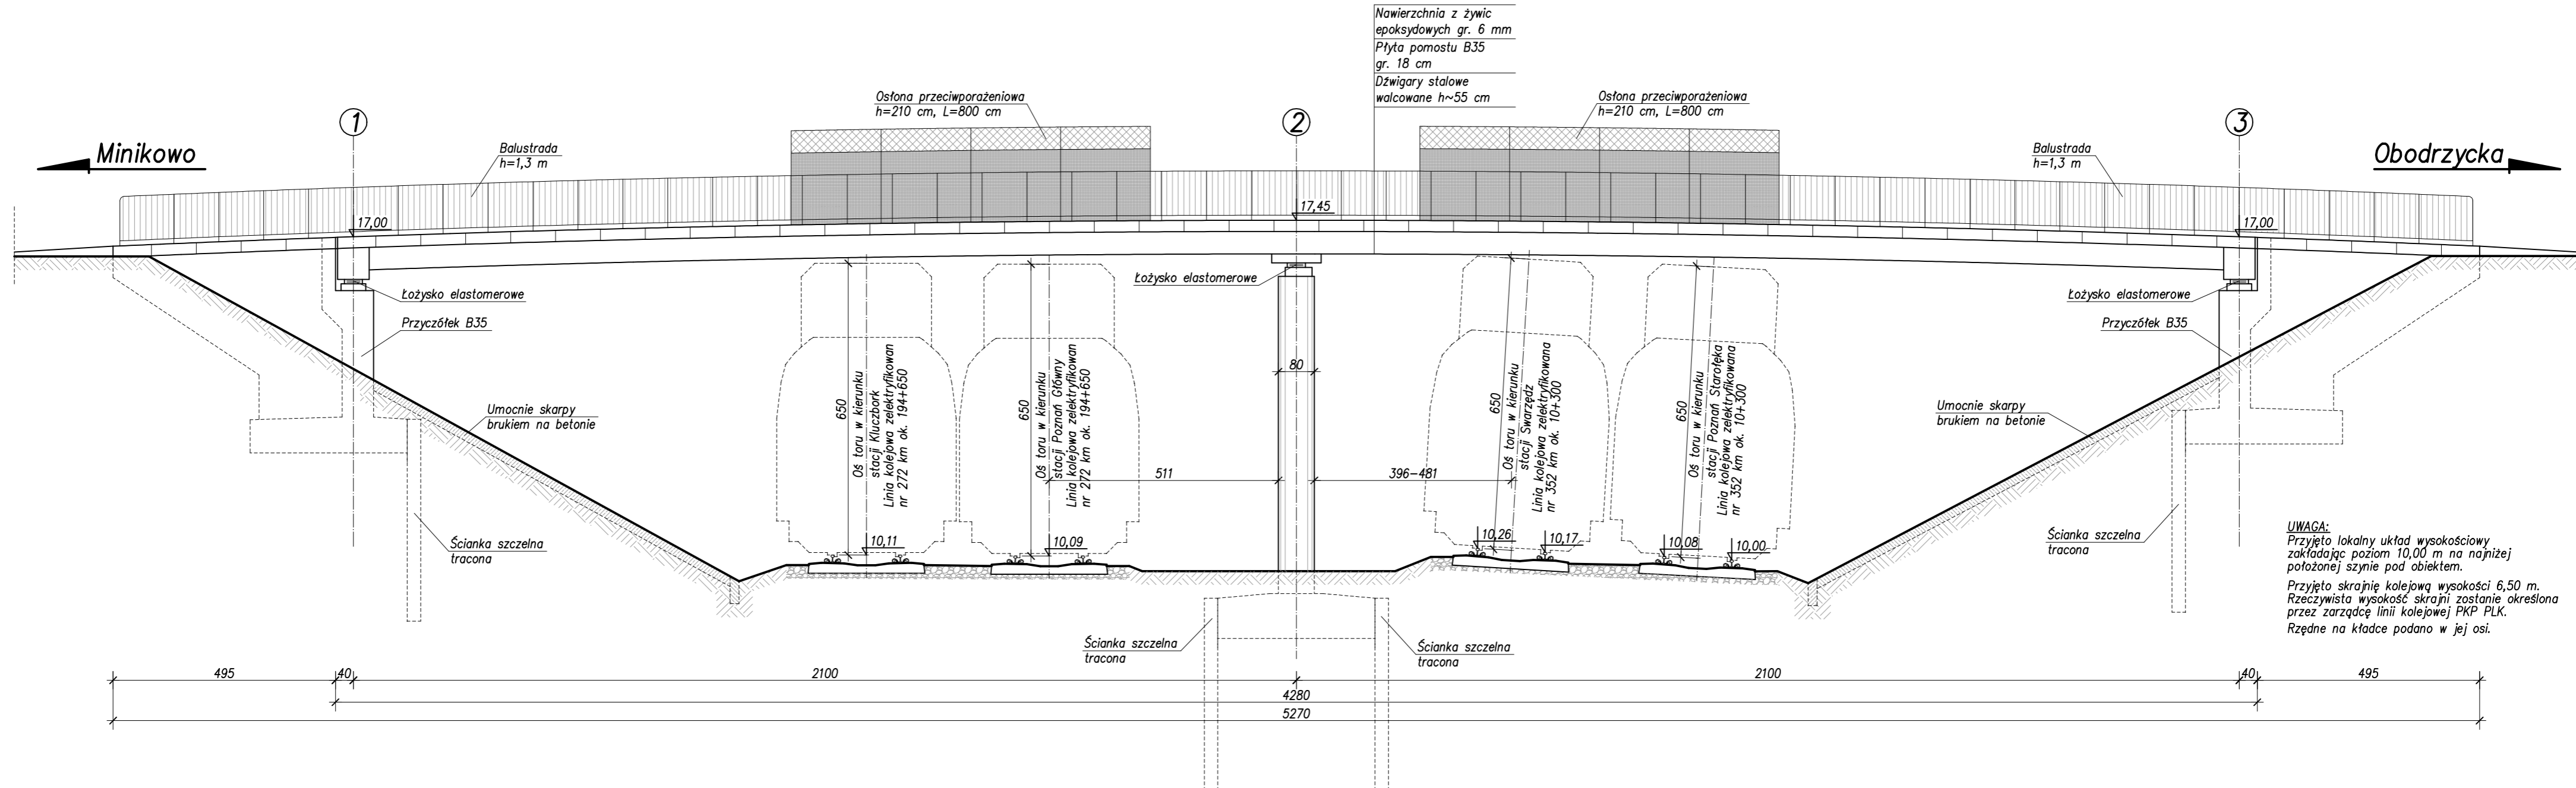 Nawierzchnia z żywic
epoksydowych gr. 6 mm
Płyta pomostu B35
gr. 18 cm
Dźwigary stalowe
walcowane h~55 cm
Osłona przeciwporażeniowa
h=210 cm, L=800 cm
Osłona przeciwporażeniowa
h=210 cm, L=800 cm
1
2
3
Minikowo
Balustrada
h=1,3 m
Balustrada
h=1,3 m
Obodrzycka
17,00
17,45
17,00
Łożysko elastomerowe
Łożysko elastomerowe
Łożysko elastomerowe
Przyczółek B35
Przyczółek B35
650
Oś toru w kierunku
stacji Kluczbork
Linia kolejowa zelektryfikowan
nr 272 km ok. 194+650
650
Oś toru w kierunku
stacji Poznań Główny
Linia kolejowa zelektryfikowan
nr 272 km ok. 194+650
80
650
Oś toru w kierunku
stacji Swarzędz
Linia kolejowa zelektryfikowana
nr 352 km ok. 010+300
650
Oś toru w kierunku
stacji Poznań Starołęka
Linia kolejowa zelektryfikowana
nr 352 km ok. 10+300
Umocnie skarpy
brukiem na betonie
Umocnie skarpy
brukiem na betonie
511
396-481
Ścianka szczelna
tracona
10,11
10,09
10,26
10,17
10,08
10,00
Ścianka szczelna
tracona
UWAGA:
Przyjęto lokalny układ wysokościowy
zakładając poziom 10,00 m na najniżej
położonej szynie pod obiektem.
Przyjęto skrajnię kolejową wysokości 6,50 m.
Rzeczywista wysokość skrajni zostanie określona
przez zarządcę linii kolejowej PKP PLK.
Rzędne na kładce podano w jej osi.
Ścianka szczelna
tracona
Ścianka szczelna
tracona
495
40
2100
2100
40
495
4280
5270